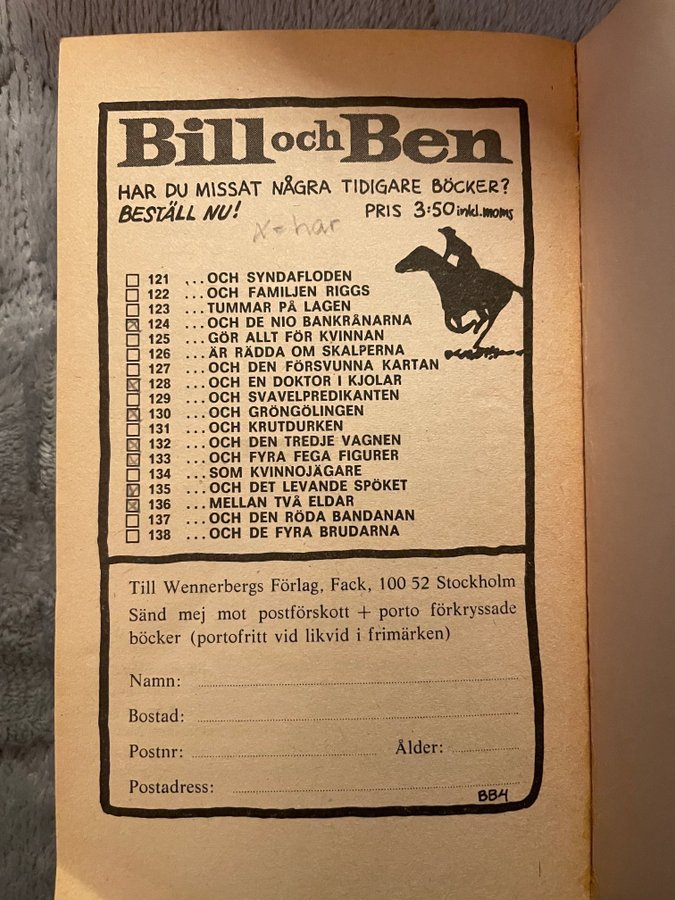 Bill och Ben
HAR DU MISSAT NÅGRA TIDIGARE BÖCKER?
BESTÄLL NU! PRIS 3:50 inkl. moms
x = har
121 ...OCH SYNDAFLODEN
122 ...OCH FAMILJEN RIGGS
123 ...TUMMAR PÅ LAGEN
124 ...OCH DE NIO BANKRÅNARNA
125 ...GÖR ALLT FÖR KVINNAN
126 ...ÄR RÄDDA OM SKALPERNA
127 ...OCH DEN FÖRSVUNNA KARTAN
128 ...OCH EN DOKTOR I KJOLAR
129 ...OCH SVAVELPREDIKANTEN
130 ...OCH GRÖNGÖLINGEN
131 ...OCH KRUTDURKEN
132 ...OCH DEN TREDJE VAGNEN
133 ...OCH FYRA FEGA FIGURER
134 ...SOM KVINNOJÄGARE
135 ...OCH DET LEVANDE SPÖKET
136 ...MELLAN TVÅ ELDAR
137 ...OCH DEN RÖDA BANDANAN
138 ...OCH DE FYRA BRUDARNA
Till Wennerbergs Förlag, Fack, 100 52 Stockholm
Sänd mej mot postförskott + porto förkryssade
böcker (portofritt vid likvid i frimärken)
Namn:
Bostad:
Postnr: Ålder:
Postadress:
BB4